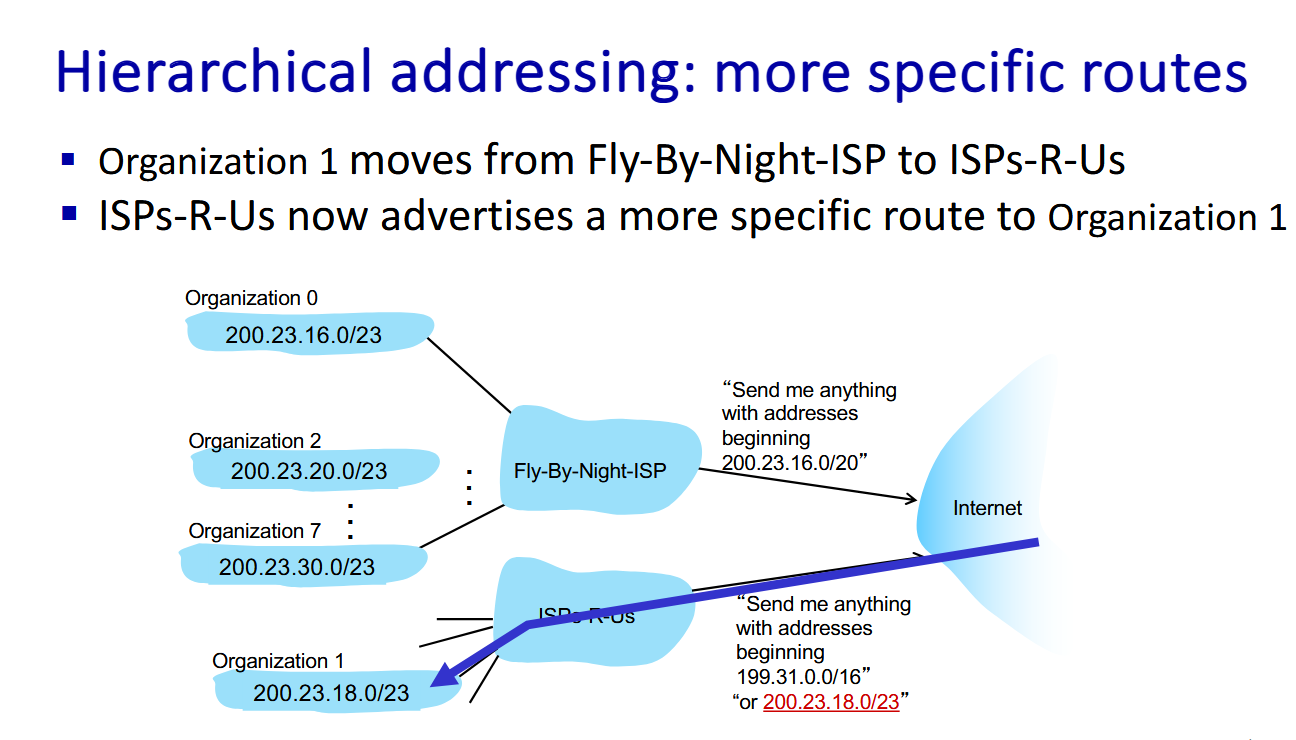 Hierarchical addressing: more specific routes
▪ Organization 1 moves from Fly-By-Night-ISP to ISPs-R-Us
▪ ISPs-R-Us now advertises a more specific route to Organization 1
Organization 0
200.23.16.0/23
Organization 2
200.23.20.0/23
Organization 7
200.23.30.0/23
Organization 1
200.23.18.0/23
Fly-By-Night-ISP
ISPs-R-Us
“Send me anything
with addresses
beginning
200.23.16.0/20”
Internet
“Send me anything
with addresses
beginning
199.31.0.0/16”
“or 200.23.18.0/23”